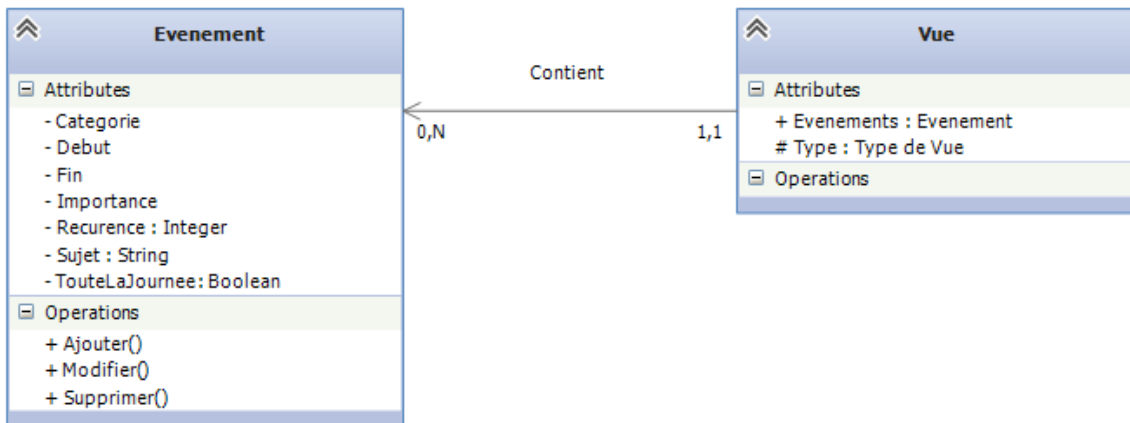 Evenement
Attributes
- Categorie
- Debut
- Fin
- Importance
- Recurence : Integer
- Sujet : String
- TouteLaJournee: Boolean
Operations
+ Ajouter()
+ Modifier()
+ Supprimer()
Contient
0,N
1,1
Vue
Attributes
+ Evenements : Evenement
# Type : Type de Vue
Operations